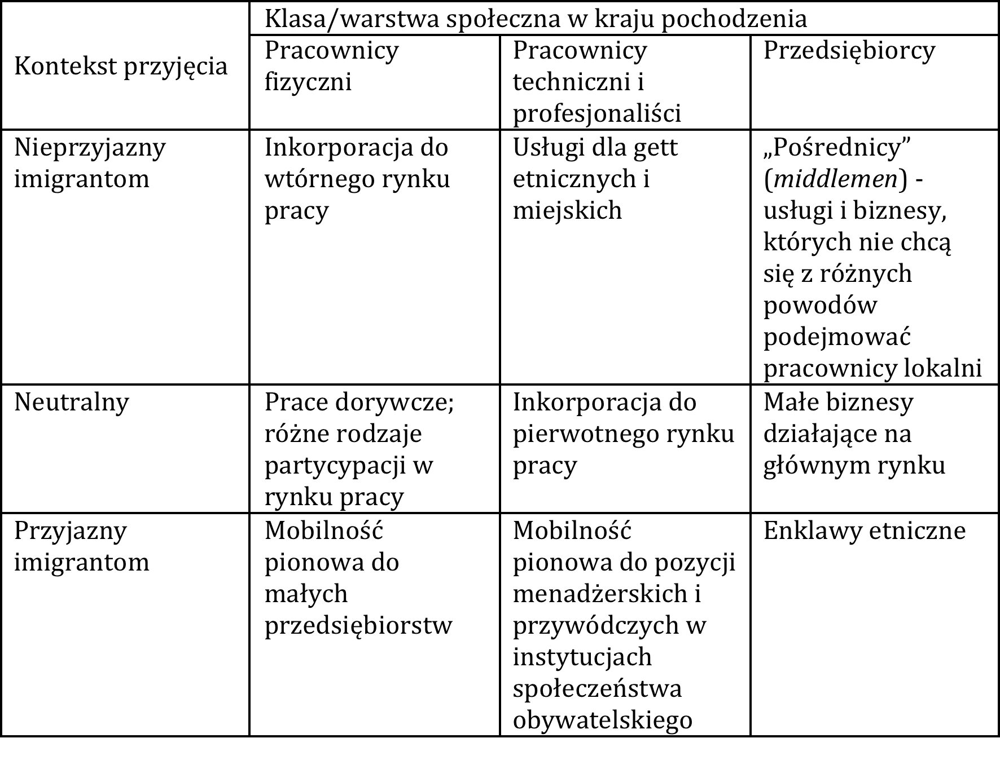 Kontekst przyjęcia
Klasa/warstwa społeczna w kraju pochodzenia
Pracownicy
fizyczni
Pracownicy
techniczni i
profesjonaliści
Przedsiębiorcy
Nieprzyjazny
imigrantom
Inkorporacja do
wtórnego rynku
pracy
Usługi dla gett
etnicznych i
miejskich
„Pośrednicy”
(middlemen) -
usługi i biznesy,
których nie chcą
się z różnych
powodów
podejmować
pracownicy lokalni
Neutralny
Prace dorywcze;
różne rodzaje
partycypacji w
rynku pracy
Inkorporacja do
pierwotnego rynku
pracy
Małe biznesy
działające na
głównym rynku
Przyjazny
imigrantom
Mobilność
pionowa do
małych
przedsiębiorstw
Mobilność
pionowa do pozycji
menadżerskich i
przywódczych w
instytucjach
społeczeństwa
obywatelskiego
Enklawy etniczne